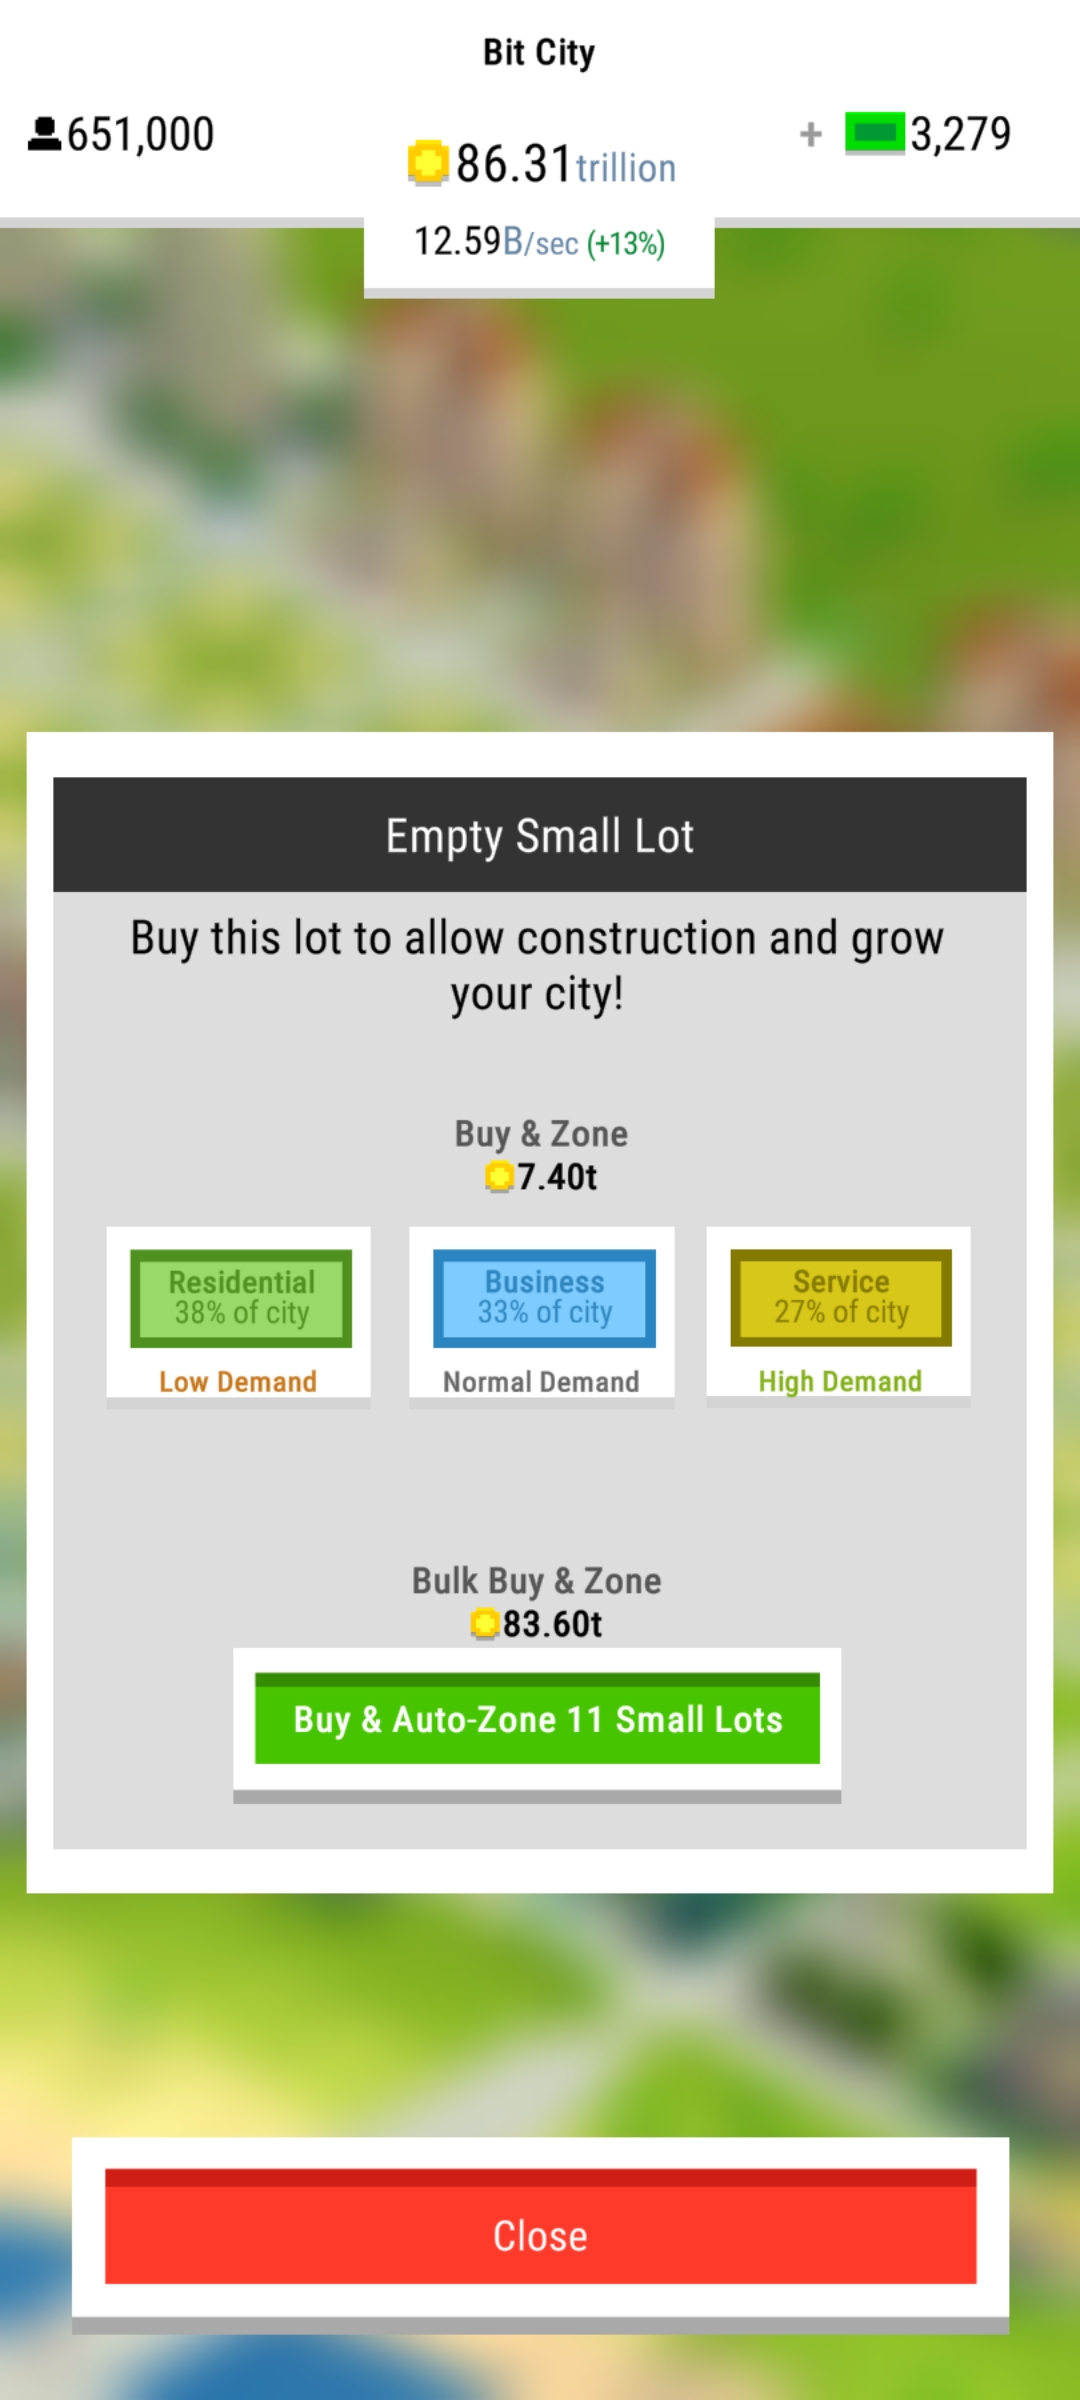 Bit City
651,000
86.31trillion
+ 3,279
12.59B/sec (+13%)
Empty Small Lot
Buy this lot to allow construction and grow
your city!
Buy & Zone
7.40t
Residential
38% of city
Low Demand
Business
33% of city
Normal Demand
Service
27% of city
High Demand
Bulk Buy & Zone
83.60t
Buy & Auto-Zone 11 Small Lots
Close